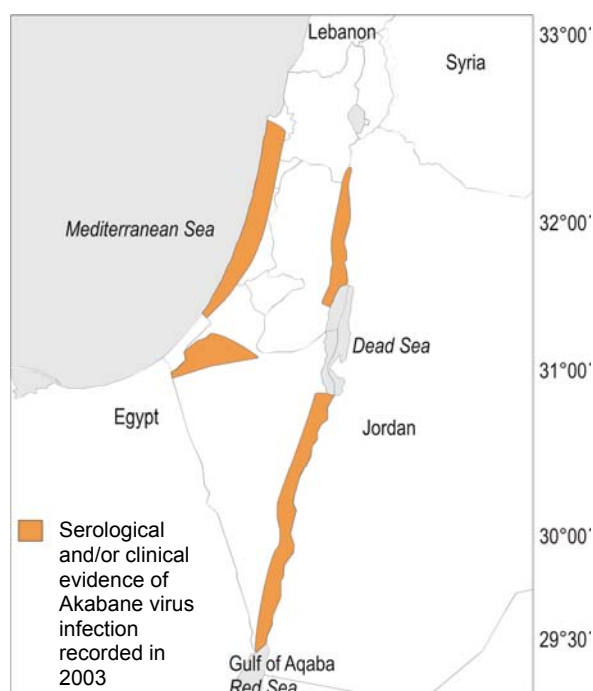 Lebanon
33°00'
Syria
Mediterranean Sea
32°00'
Dead Sea
31°00'
Egypt
Jordan
Serological
and/or clinical
evidence of
Akabane virus
infection
recorded in
2003
30°00'
29°30'
Gulf of Aqaba
Red Sea